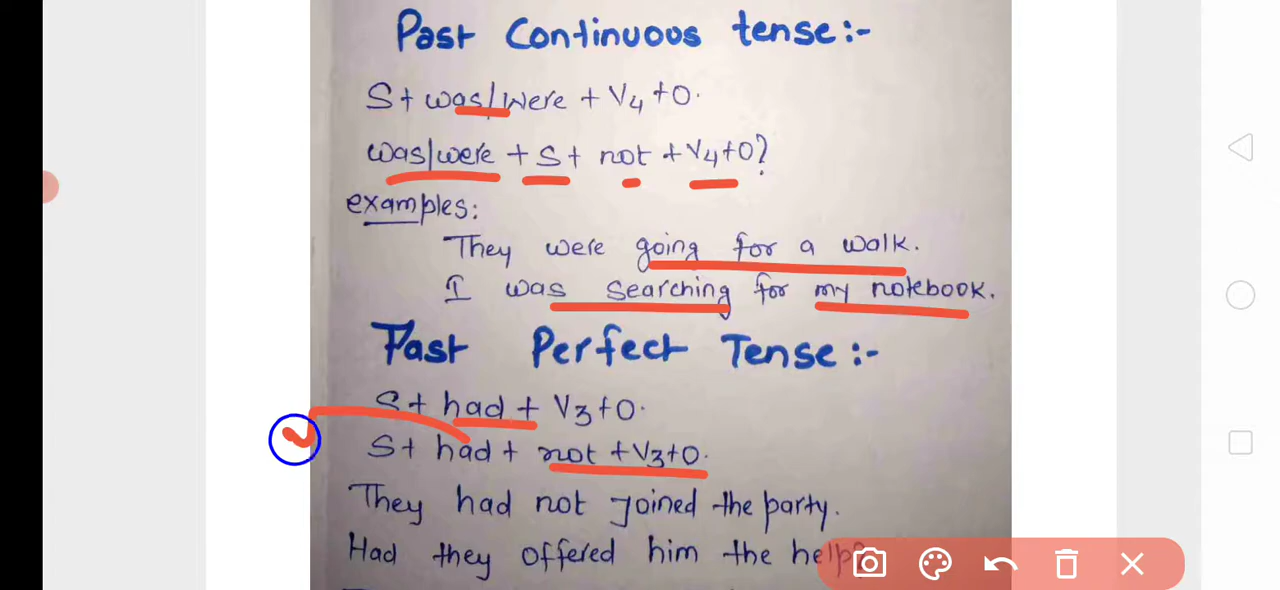 Past Continuous tense:-
S+ was/were + V4 +O.
was/were + S+ not + V4+O?
examples:
They were going for a walk.
I was searching for my notebook.
Past Perfect Tense:-
S+ had + V3+O.
S+ had + not +V3+O.
They had not joined the party.
Had they offered him the help?